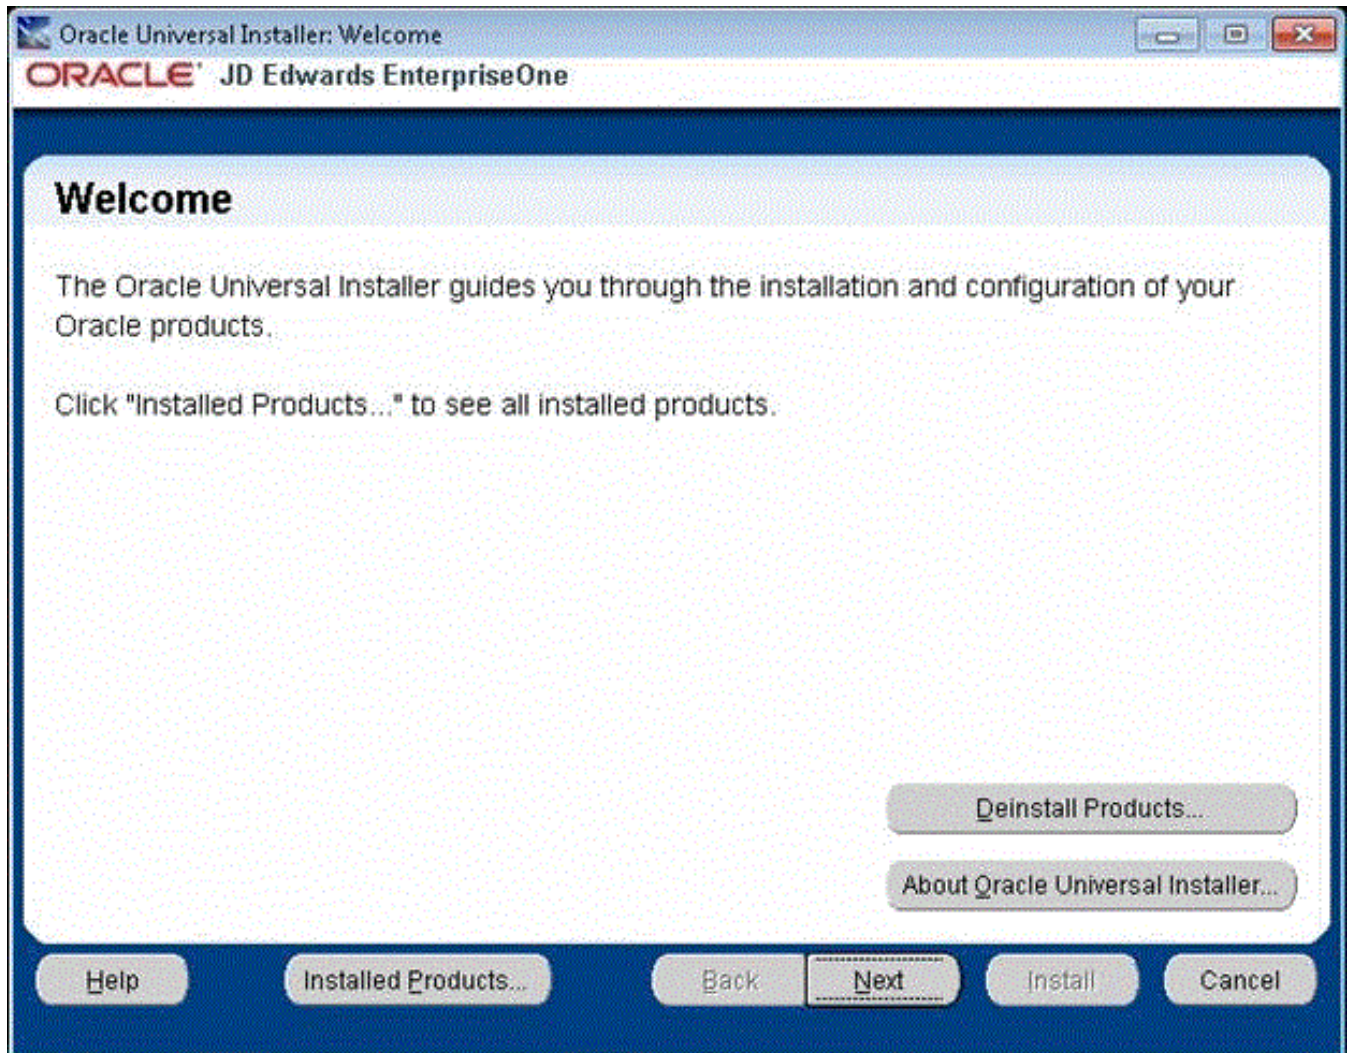 Oracle Universal Installer: Welcome
ORACLE JD Edwards EnterpriseOne
Welcome
The Oracle Universal Installer guides you through the installation and configuration of your
Oracle products.
Click "Installed Products..." to see all installed products.
Deinstall Products...
About Oracle Universal Installer...
Help Installed Products... Back Next Install Cancel